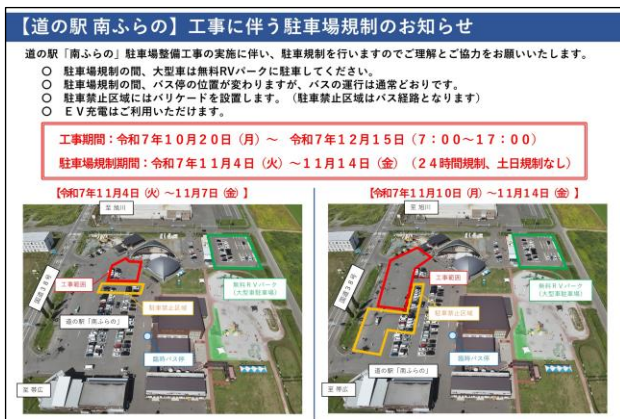 【道の駅 南ふらの】工事に伴う駐車場規制のお知らせ
道の駅「南ふらの」駐車場整備工事の実施に伴い、駐車規制を行いますのでご理解とご協力をお願いいたします。
○ 駐車場規制の間、大型車は無料RVパークに駐車してください。
○ 駐車場規制の間、バス停の位置が変わりますが、バスの運行は通常どおりです。
○ 駐車禁止区域にはバリケードを設置します。（駐車禁止区域はバス経路となります）
○ EV充電はご利用いただけます。
工事期間：令和7年10月20日（月）～ 令和7年12月15日（7：00～17：00）
駐車場規制期間：令和7年11月4日（火）～11月14日（金）（24時間規制、土日規制なし）
【令和7年11月4日（火）～11月7日（金）】
至 旭川
工事範囲
無料RVパーク
（大型車駐車場）
駐車禁止区域
道の駅「南ふらの」
臨時バス停
至 帯広
【令和7年11月10日（月）～11月14日（金）】
至 旭川
工事範囲
無料RVパーク
（大型車駐車場）
駐車禁止区域
臨時バス停
道の駅「南ふらの」
至 帯広